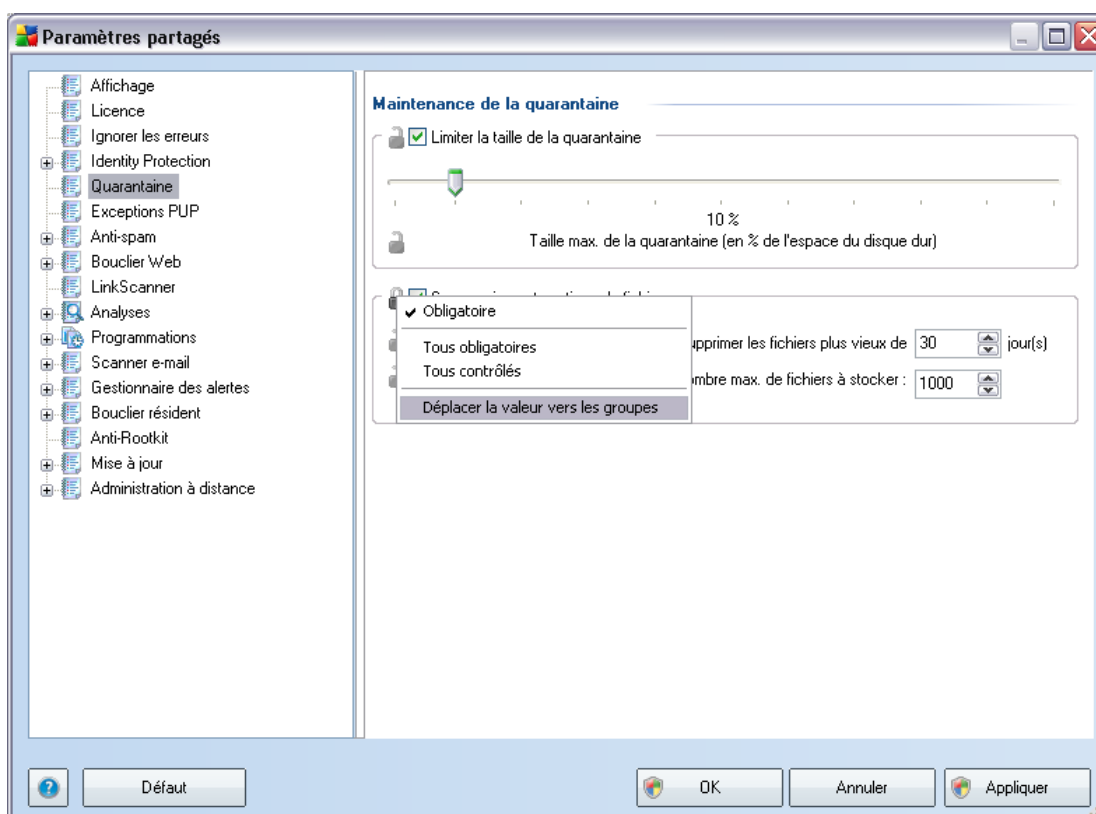 Paramètres partagés
Affichage
Licence
Ignorer les erreurs
Identity Protection
Quarantaine
Exceptions PUP
Anti-spam
Bouclier Web
LinkScanner
Analyses
Programmations
Scanner e-mail
Gestionnaire des alertes
Bouclier résident
Anti-Rootkit
Mise à jour
Administration à distance
Maintenance de la quarantaine
Limiter la taille de la quarantaine
10 %
Taille max. de la quarantaine (en % de l'espace du disque dur)
Obligatoire
Tous obligatoires
Tous contrôlés
Déplacer la valeur vers les groupes
les fichiers plus vieux de 30 jour(s)
max. de fichiers à stocker : 1000
Défaut
OK
Annuler
Appliquer